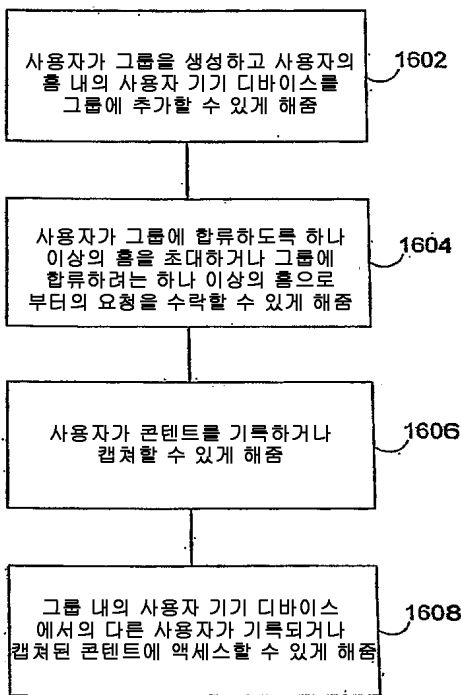 사용자가 그룹을 생성하고 사용자의
홈 내의 사용자 기기 디바이스를
그룹에 추가할 수 있게 해줌
1602
사용자가 그룹에 합류하도록 하나
이상의 홈을 초대하거나 그룹에
합류하려는 하나 이상의 홈으로
부터의 요청을 수락할 수 있게 해줌
1604
사용자가 콘텐트를 기록하거나
캡쳐할 수 있게 해줌
1606
그룹 내의 사용자 기기 디바이스
에서의 다른 사용자가 기록되거나
캡쳐된 콘텐트에 액세스할 수 있게 해줌
1608